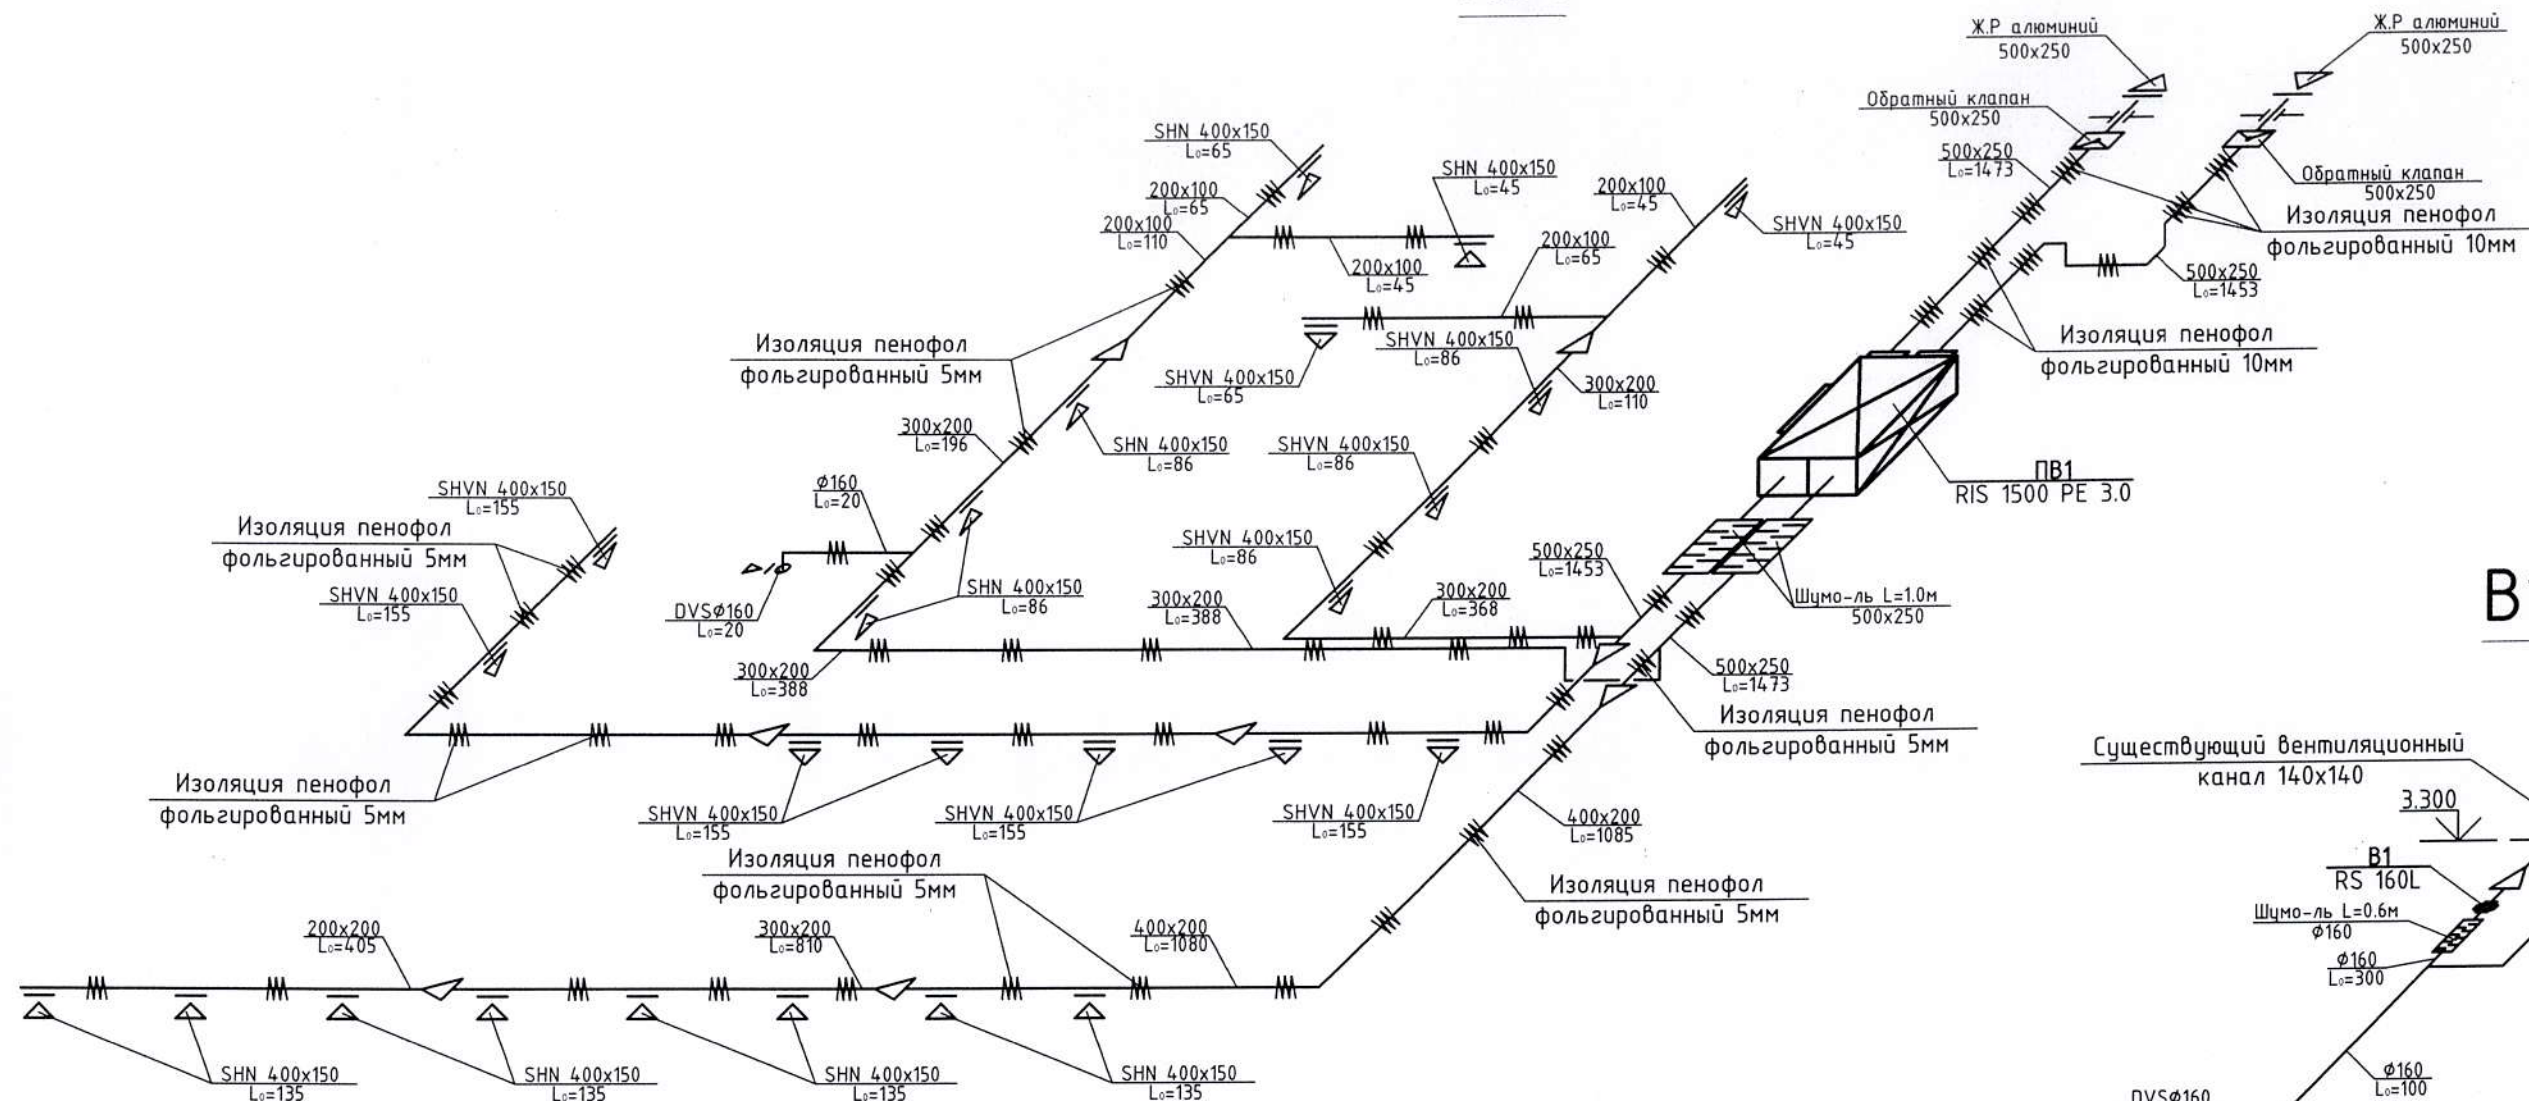 Ж.Р алюминий
500x250
Ж.Р алюминий
500x250
Обратный клапан
500x250
500x250
L₀=1473
Обратный клапан
500x250
Изоляция пенофол
фольгированный 10мм
500x250
L₀=1453
Изоляция пенофол
фольгированный 10мм
SHN 400x150
L₀=65
200x100
L₀=65
200x100
L₀=110
SHN 400x150
L₀=45
200x100
L₀=45
200x100
L₀=45
SHVN 400x150
L₀=45
200x100
L₀=65
SHVN 400x150
L₀=86
SHVN 400x150
L₀=65
300x200
L₀=110
Изоляция пенофол
фольгированный 5мм
300x200
L₀=196
SHN 400x150
L₀=86
SHVN 400x150
L₀=86
ПВ1
RIS 1500 PE 3.0
ϕ160
L₀=20
SHVN 400x150
L₀=155
Изоляция пенофол
фольгированный 5мм
SHVN 400x150
L₀=155
DVSϕ160
L₀=20
SHN 400x150
L₀=86
SHVN 400x150
L₀=86
500x250
L₀=1453
300x200
L₀=388
300x200
L₀=368
Шумо-ль L=1.0м
500x250
В
300x200
L₀=388
500x250
L₀=1473
Изоляция пенофол
фольгированный 5мм
Изоляция пенофол
фольгированный 5мм
SHVN 400x150
L₀=155
SHVN 400x150
L₀=155
SHVN 400x150
L₀=155
400x200
L₀=1085
Существующий вентиляционный
канал 140x140
3.300
В1
RS 160L
Шумо-ль L=0.6м
ϕ160
ϕ160
L₀=300
Изоляция пенофол
фольгированный 5мм
Изоляция пенофол
фольгированный 5мм
200x200
L₀=405
300x200
L₀=810
400x200
L₀=1080
SHN 400x150
L₀=135
SHN 400x150
L₀=135
SHN 400x150
L₀=135
SHN 400x150
L₀=135
ϕ160
L₀=100
DVSϕ160